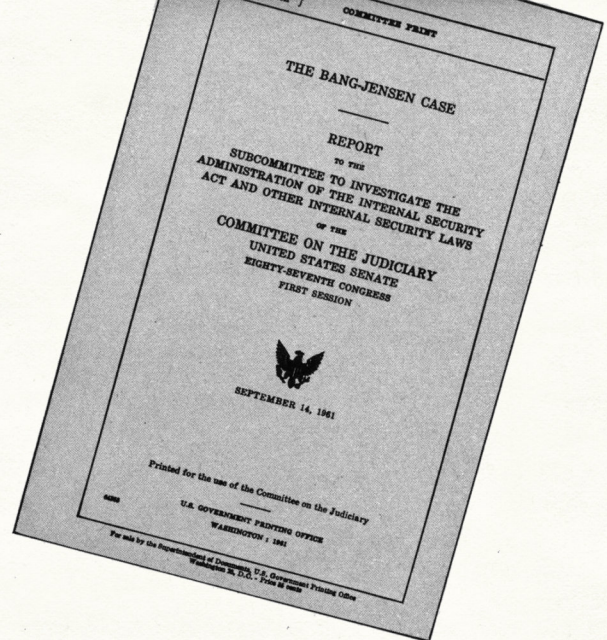 COMMITTEE PRINT
THE BANG-JENSEN CASE
REPORT
TO THE
SUBCOMMITTEE TO INVESTIGATE THE
ADMINISTRATION OF THE INTERNAL SECURITY
ACT AND OTHER INTERNAL SECURITY LAWS
OF THE
COMMITTEE ON THE JUDICIARY
UNITED STATES SENATE
EIGHTY-SEVENTH CONGRESS
FIRST SESSION
SEPTEMBER 14, 1961
Printed for the use of the Committee on the Judiciary
U.S. GOVERNMENT PRINTING OFFICE
WASHINGTON : 1961
For sale by the Superintendent of Documents, U.S. Government Printing Office
Washington 25, D.C. - Price 35 cents